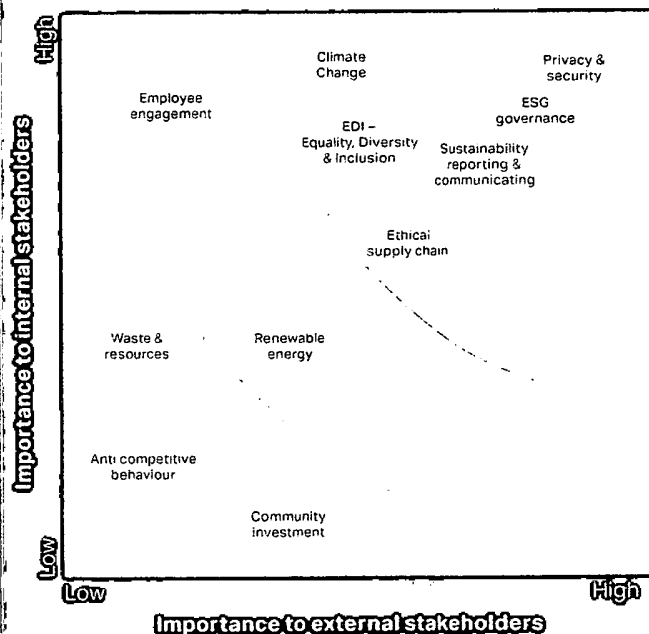 High
Importance to internal stakeholders
Low
Climate
Change
Privacy &
security
Employee
engagement
ESG
governance
EDI –
Equality, Diversity
& Inclusion
Sustainability
reporting &
communicating
Ethical
supply chain
Waste &
resources
Renewable
energy
Anti competitive
behaviour
Community
investment
Low
High
Importance to external stakeholders